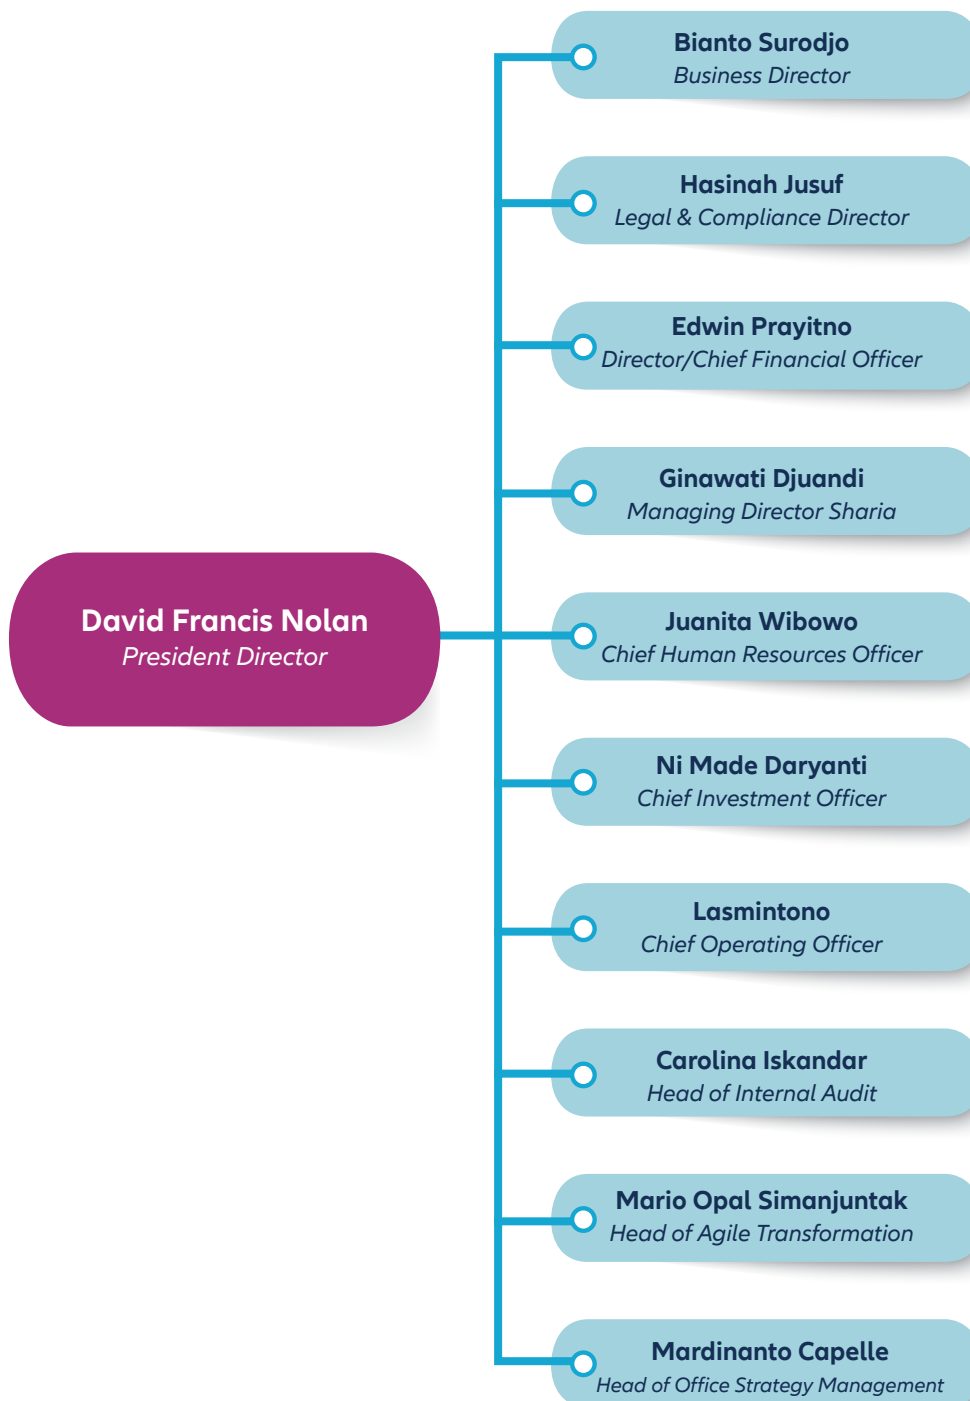 Bianto Surodjo
Business Director
Hasinah Jusuf
Legal & Compliance Director
Edwin Prayitno
Director/Chief Financial Officer
Ginawati Djuandi
Managing Director Sharia
David Francis Nolan
President Director
Juanita Wibowo
Chief Human Resources Officer
Ni Made Daryanti
Chief Investment Officer
Lasmintono
Chief Operating Officer
Carolina Iskandar
Head of Internal Audit
Mario Opal Simanjuntak
Head of Agile Transformation
Mardinanto Capelle
Head of Office Strategy Management